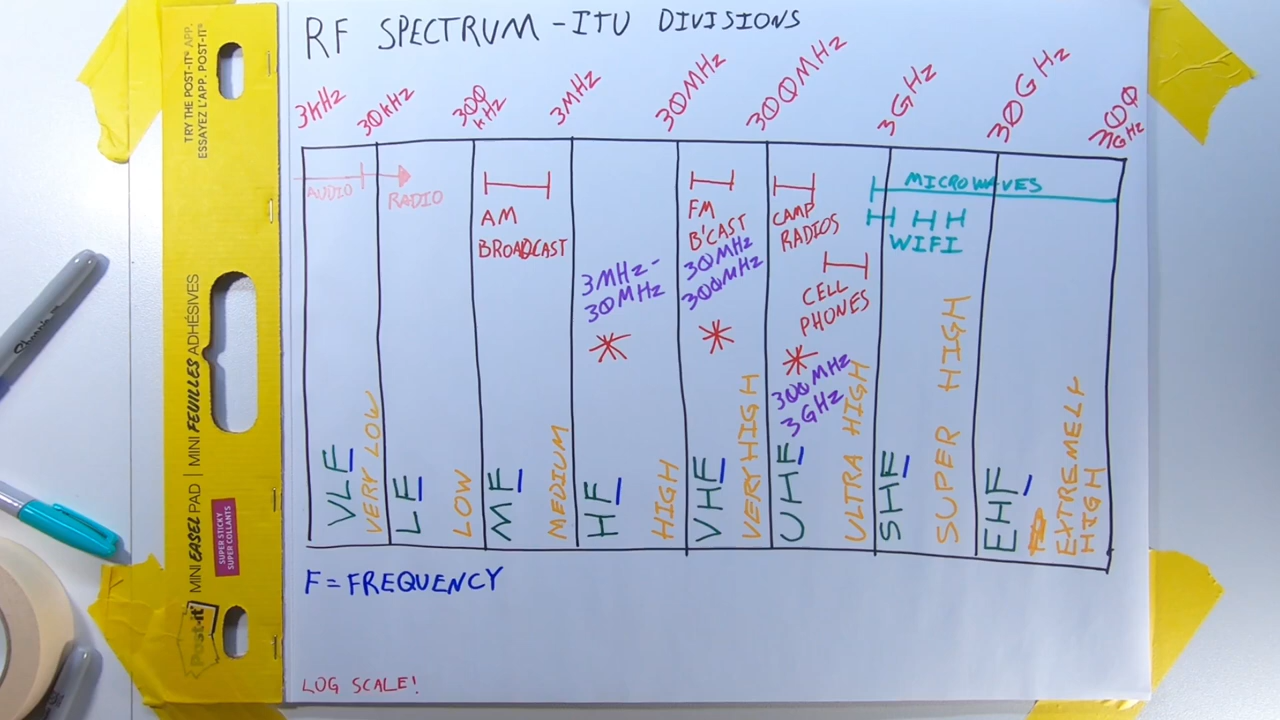 RF SPECTRUM - ITU DIVISIONS
3kHz
30kHz
300
kHz
3MHz
30MHz
300MHz
3GHz
30GHz
300
GHz
AUDIO
RADIO
AM
BROADCAST
3MHz-
30MHz
FM
B'CAST
30MHz
300MHz
CAMP
RADIOS
CELL
PHONES
300MHz
3GHz
MICROWAVES
WIFI
VLF
VERY LOW
LF
LOW
MF
MEDIUM
HF
HIGH
VHF
VERY HIGH
UHF
ULTRA HIGH
SHF
SUPER HIGH
EHF
EXTREMELY
HIGH
F = FREQUENCY
LOG SCALE!
TRY THE POST-IT® APP.
ESSAYEZ L'APP. POST-IT®
MINI EASEL PAD | MINI FEUILLES ADHÉSIVES
SUPER STICKY
SUPER COLLANTS
Post-it
Sharpie